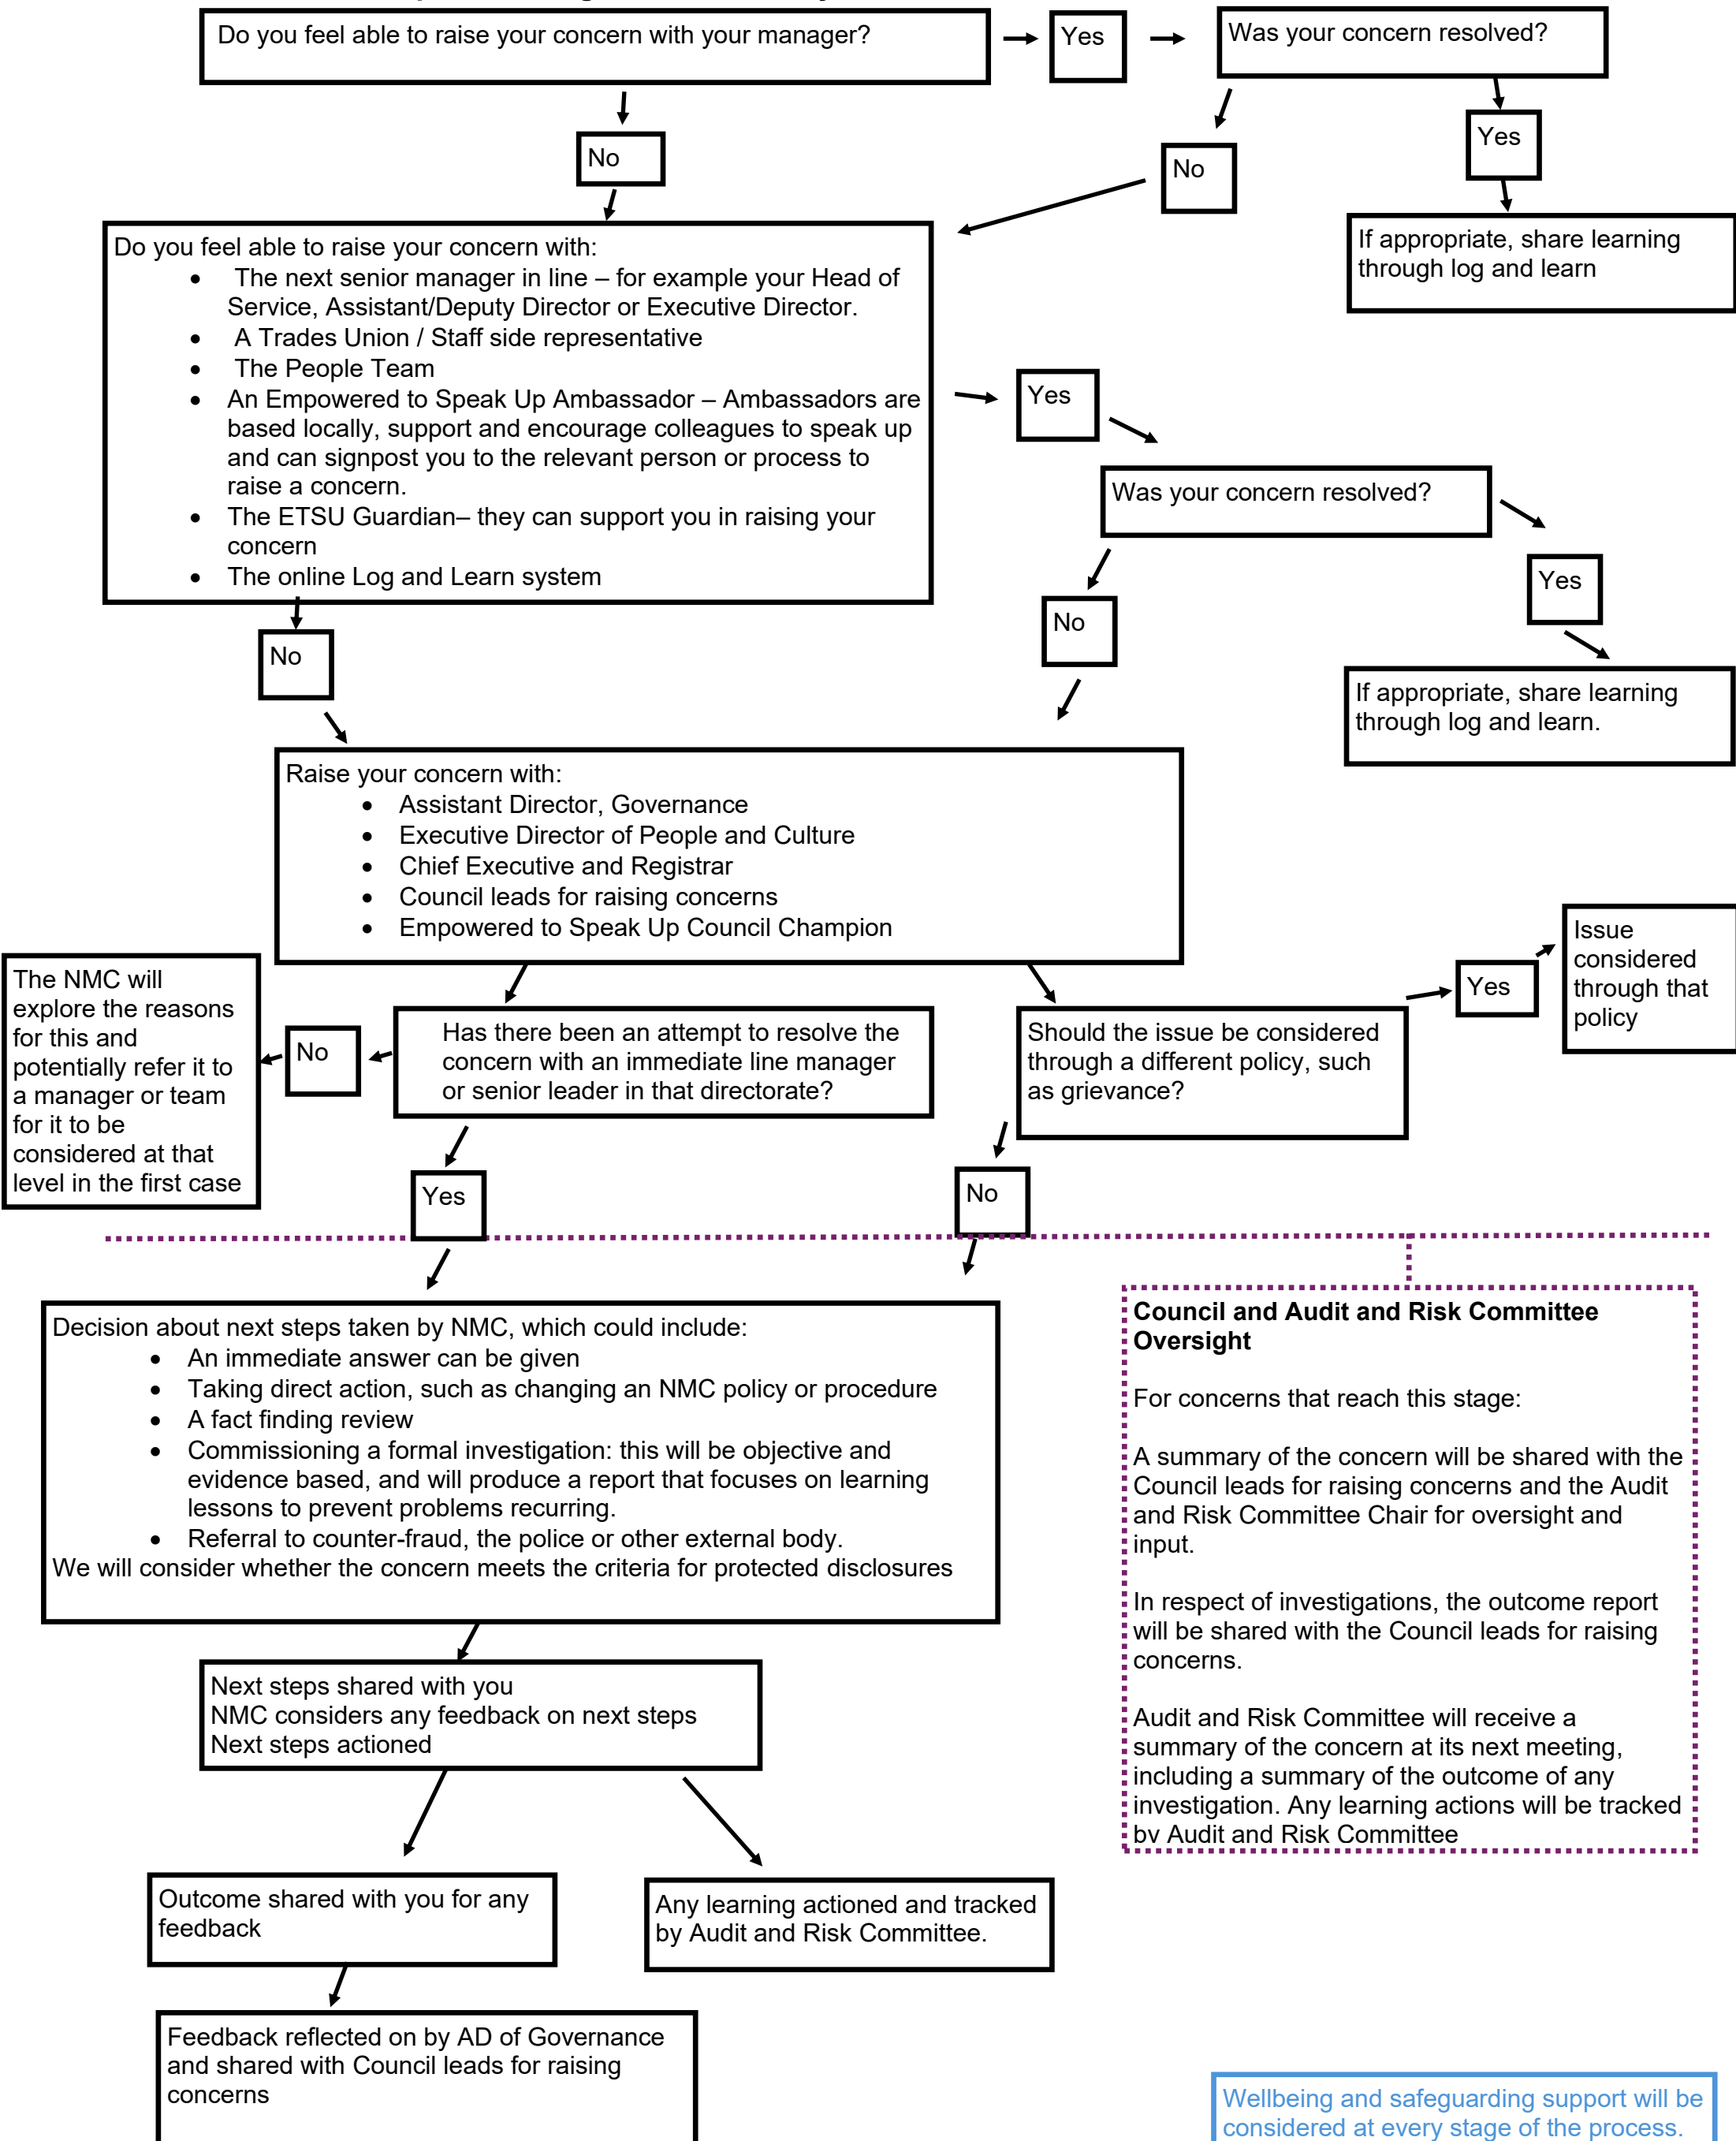 Do you feel able to raise your concern with your manager?
Yes
Was your concern resolved?
No
No
Yes
If appropriate, share learning
through log and learn
Do you feel able to raise your concern with:
• The next senior manager in line – for example your Head of
Service, Assistant/Deputy Director or Executive Director.
• A Trades Union / Staff side representative
• The People Team
• An Empowered to Speak Up Ambassador – Ambassadors are
based locally, support and encourage colleagues to speak up
and can signpost you to the relevant person or process to
raise a concern.
• The ETSU Guardian– they can support you in raising your
concern
• The online Log and Learn system
Yes
Was your concern resolved?
No
Yes
If appropriate, share learning
through log and learn.
No
Raise your concern with:
• Assistant Director, Governance
• Executive Director of People and Culture
• Chief Executive and Registrar
• Council leads for raising concerns
• Empowered to Speak Up Council Champion
Has there been an attempt to resolve the
concern with an immediate line manager
or senior leader in that directorate?
No
The NMC will
explore the reasons
for this and
potentially refer it to
a manager or team
for it to be
considered at that
level in the first case
Yes
Should the issue be considered
through a different policy, such
as grievance?
Yes
Issue
considered
through that
policy
No
Decision about next steps taken by NMC, which could include:
• An immediate answer can be given
• Taking direct action, such as changing an NMC policy or procedure
• A fact finding review
• Commissioning a formal investigation: this will be objective and
evidence based, and will produce a report that focuses on learning
lessons to prevent problems recurring.
• Referral to counter-fraud, the police or other external body.
We will consider whether the concern meets the criteria for protected disclosures
Council and Audit and Risk Committee
Oversight
For concerns that reach this stage:
A summary of the concern will be shared with the
Council leads for raising concerns and the Audit
and Risk Committee Chair for oversight and
input.
In respect of investigations, the outcome report
will be shared with the Council leads for raising
concerns.
Audit and Risk Committee will receive a
summary of the concern at its next meeting,
including a summary of the outcome of any
investigation. Any learning actions will be tracked
by Audit and Risk Committee
Next steps shared with you
NMC considers any feedback on next steps
Next steps actioned
Outcome shared with you for any
feedback
Any learning actioned and tracked
by Audit and Risk Committee.
Feedback reflected on by AD of Governance
and shared with Council leads for raising
concerns
Wellbeing and safeguarding support will be
considered at every stage of the process.